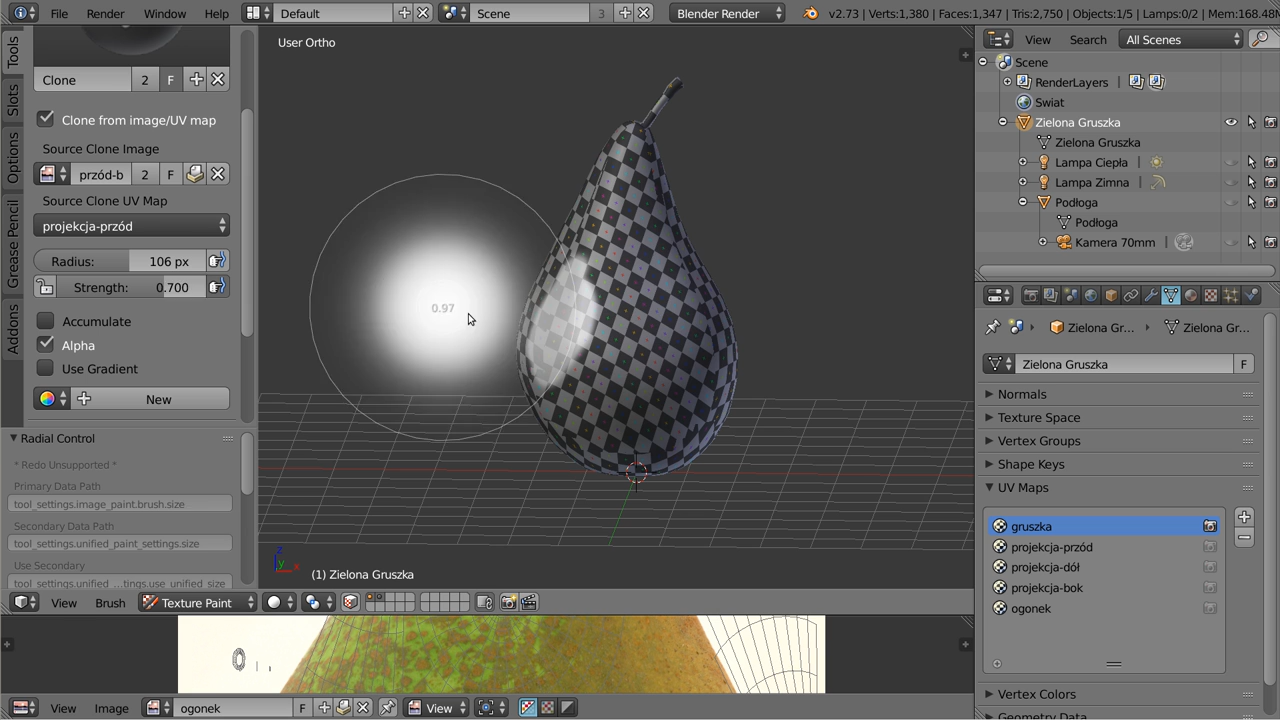 File Render Window Help Default Scene 3 Blender Render v2.73 | Verts:1,380 | Faces:1,347 | Tris:2,750 | Objects:1/5 | Lamps:0/2 | Mem:168.48
Tools
Slots
Options
Grease Pencil
Addons
Clone 2 F
Clone from image/UV map
Source Clone Image
przód-b 2 F
Source Clone UV Map
projekcja-przód
Radius: 106 px
Strength: 0.700
Accumulate
Alpha
Use Gradient
New
Radial Control
* Redo Unsupported *
Primary Data Path
tool_settings.image_paint.brush.size
Secondary Data Path
tool_settings.unified_paint_settings.size
Use Secondary
tool_settings.unified_...tings.use_unified_size
User Ortho
0.97
z
y
x
(1) Zielona Gruszka
View Brush Texture Paint
View Image ogonek F View
View Search All Scenes
Scene
RenderLayers |
Swiat
Zielona Gruszka
Zielona Gruszka
Lampa Ciepła |
Lampa Zimna |
Podłoga
Podłoga
Kamera 70mm |
Zielona Gr... Zielona Gr...
Zielona Gruszka F
Normals
Texture Space
Vertex Groups
Shape Keys
UV Maps
gruszka
projekcja-przód
projekcja-dół
projekcja-bok
ogonek
Vertex Colors
Geometry Data